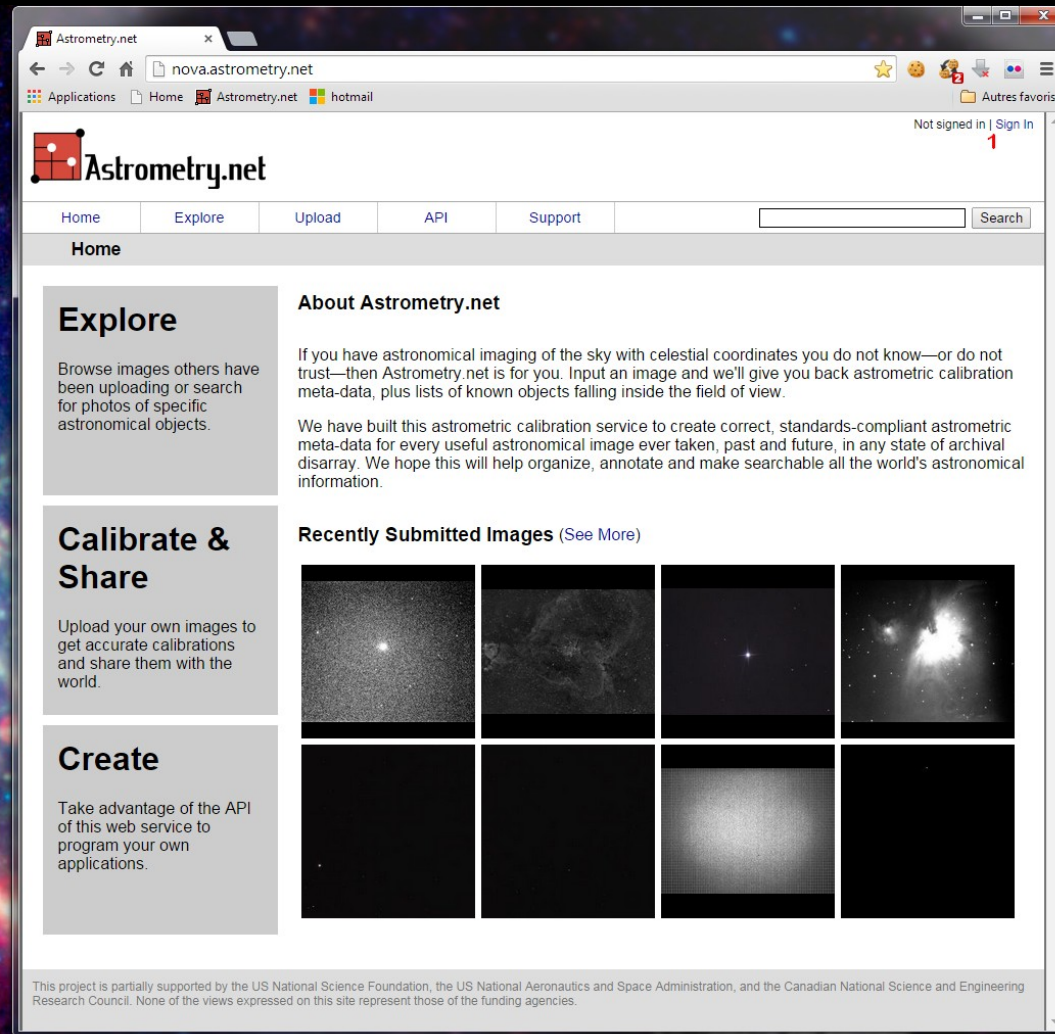 Astrometry.net
nova.astrometry.net
2
Applications Home Astrometry.net hotmail Autres favoris
Not signed in | Sign In
1
Astrometry.net
Home Explore Upload API Support Search
Home
Explore
Browse images others have
been uploading or search
for photos of specific
astronomical objects.
Calibrate &
Share
Upload your own images to
get accurate calibrations
and share them with the
world.
Create
Take advantage of the API
of this web service to
program your own
applications.
About Astrometry.net
If you have astronomical imaging of the sky with celestial coordinates you do not know—or do not
trust—then Astrometry.net is for you. Input an image and we'll give you back astrometric calibration
meta-data, plus lists of known objects falling inside the field of view.
We have built this astrometric calibration service to create correct, standards-compliant astrometric
meta-data for every useful astronomical image ever taken, past and future, in any state of archival
disarray. We hope this will help organize, annotate and make searchable all the world's astronomical
information.
Recently Submitted Images (See More)
This project is partially supported by the US National Science Foundation, the US National Aeronautics and Space Administration, and the Canadian National Science and Engineering
Research Council. None of the views expressed on this site represent those of the funding agencies.